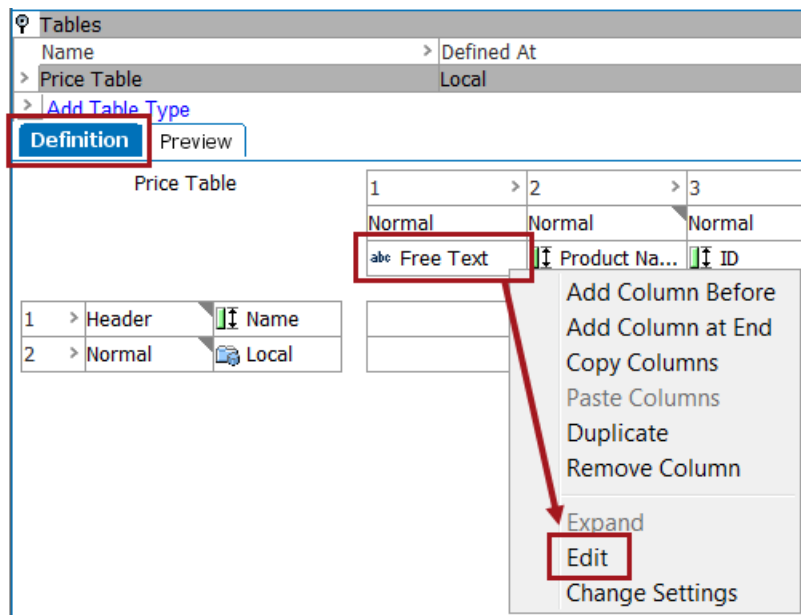 Tables
Name > Defined At
> Price Table Local
> Add Table Type
Definition Preview
Price Table 1 > 2 > 3
Normal Normal Normal
abc Free Text Product Na... ID
1 > Header Name
2 > Normal Local
Add Column Before
Add Column at End
Copy Columns
Paste Columns
Duplicate
Remove Column
Expand
Edit
Change Settings